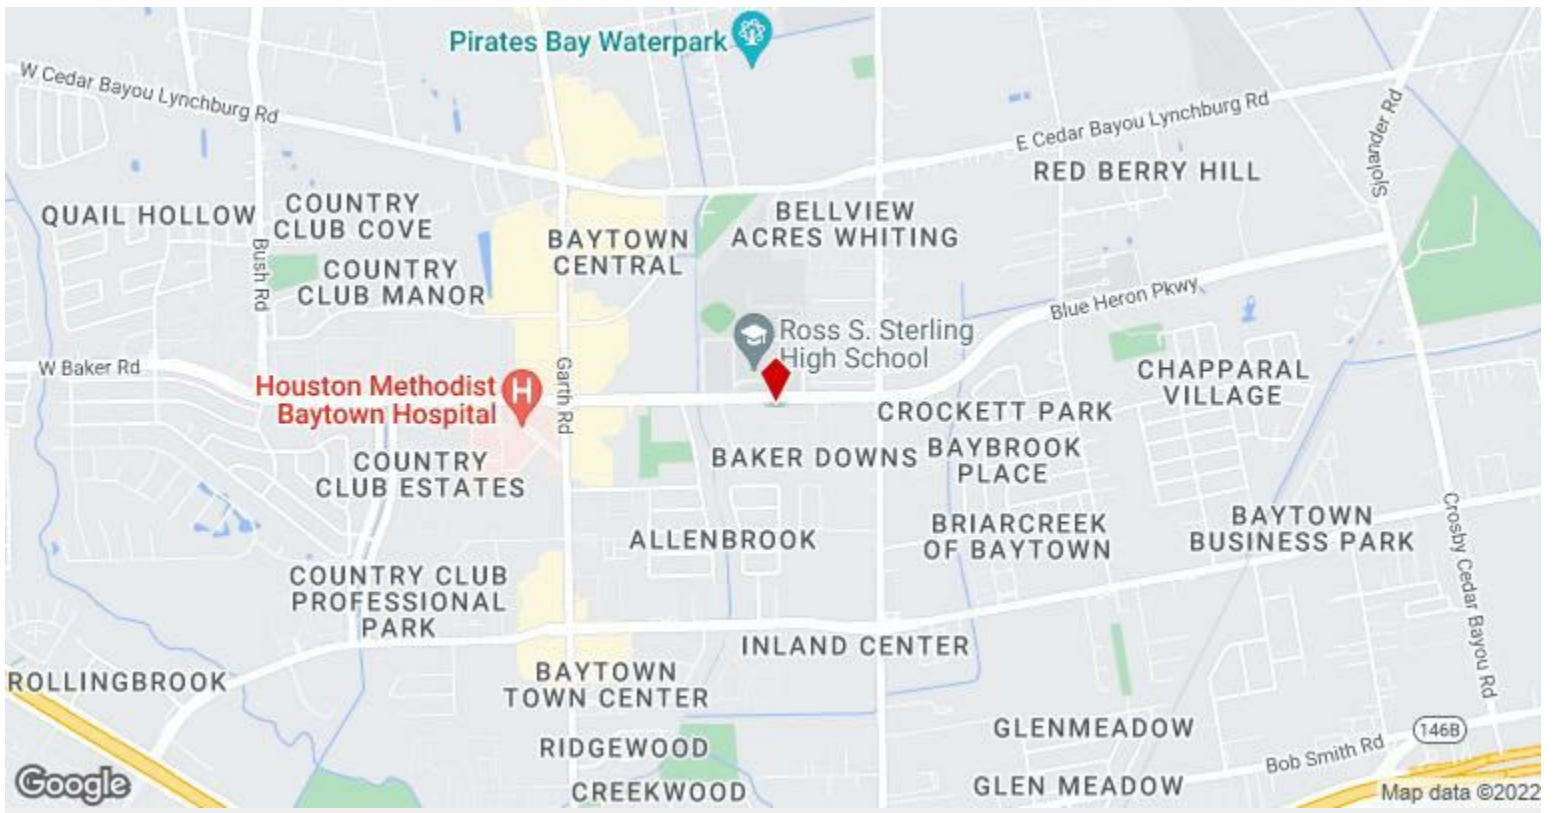 Pirates Bay Waterpark
W Cedar Bayou Lynchburg Rd
E Cedar Bayou Lynchburg Rd
Sjolander Rd
RED BERRY HILL
QUAIL HOLLOW
COUNTRY
CLUB COVE
BELLVIEW
ACRES WHITING
BAYTOWN
CENTRAL
Bush Rd
COUNTRY
CLUB MANOR
Blue Heron Pkwy
Ross S. Sterling
High School
W Baker Rd
Garth Rd
CHAPPARAL
VILLAGE
Houston Methodist
Baytown Hospital
H
CROCKETT PARK
COUNTRY
CLUB ESTATES
BAKER DOWNS
BAYBROOK
PLACE
ALLENBROOK
BRIARCREEK
OF BAYTOWN
BAYTOWN
BUSINESS PARK
Crosby Cedar Bayou Rd
COUNTRY CLUB
PROFESSIONAL
PARK
INLAND CENTER
ROLLINGBROOK
BAYTOWN
TOWN CENTER
GLENMEADOW
146B
RIDGEWOOD
Bob Smith Rd
Google
CREEKWOOD
GLEN MEADOW
Map data ©2022